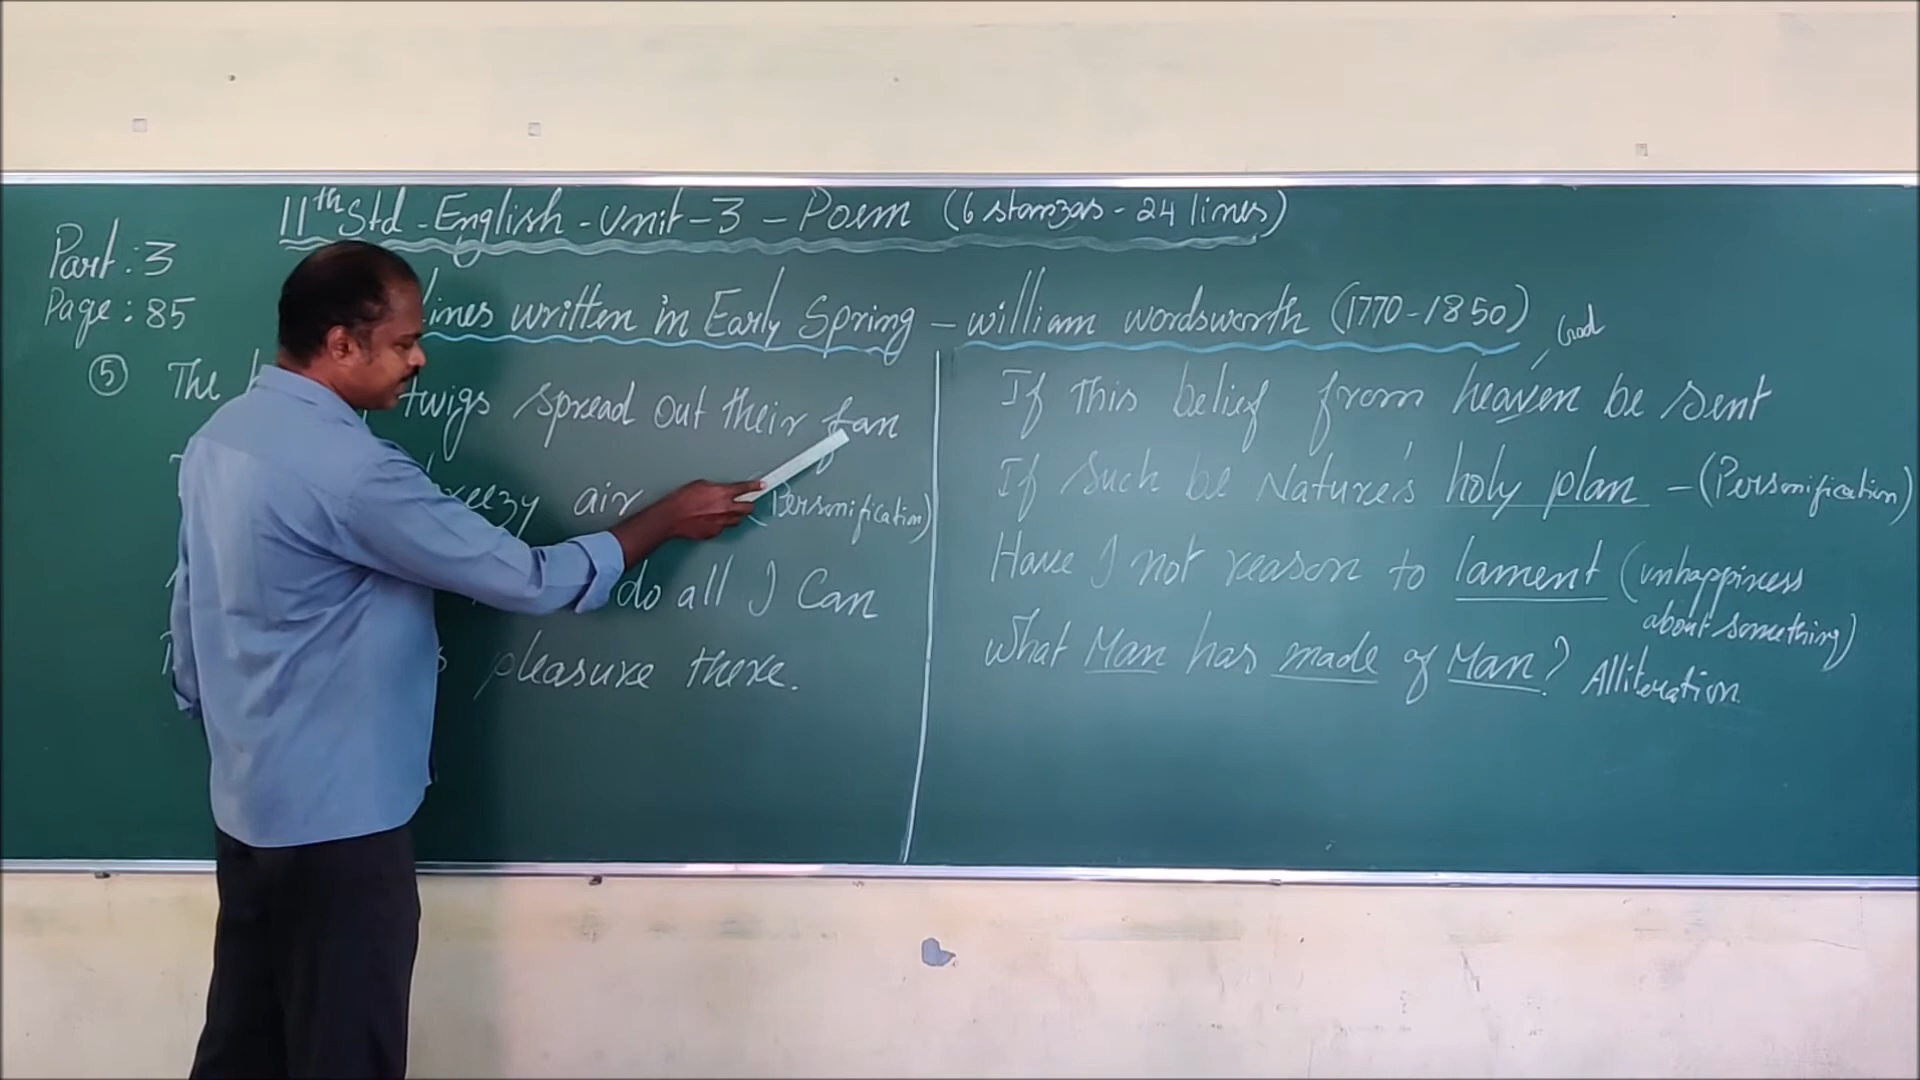 11th Std - English - Unit - 3 - Poem (6 stanzas - 24 lines)
Part : 3
Page : 85
Lines written in Early Spring - William Wordsworth (1770-1850)
5 The twigs spread out their fan
breezy air (Personification)
do all I Can
pleasure there.
God
If this belief from heaven be sent
If such be Nature's holy plan - (Personification)
Have I not reason to lament (unhappiness
about something)
What Man has made of Man? Alliteration